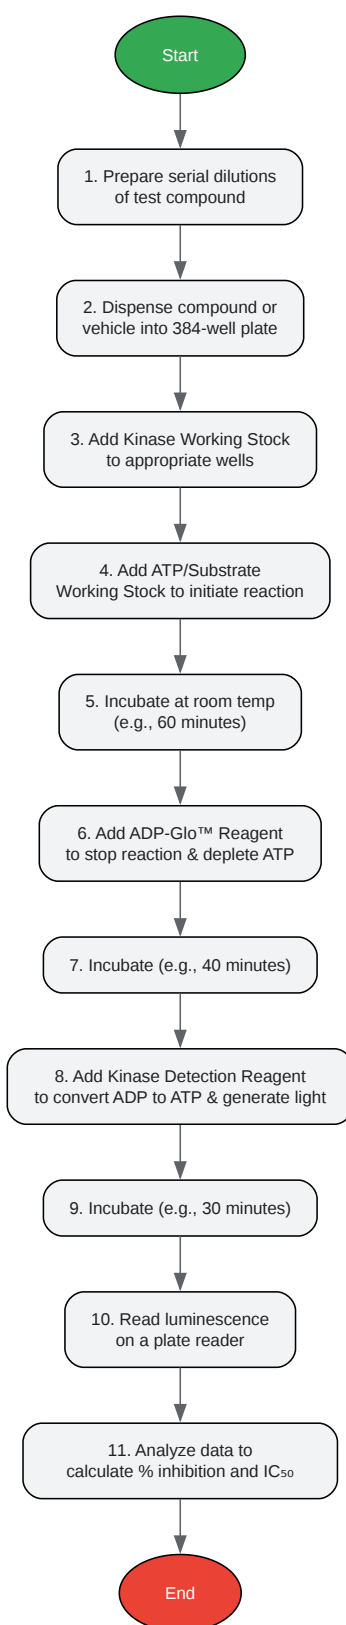 Start
1. Prepare serial dilutions
of test compound
2. Dispense compound or
vehicle into 384-well plate
3. Add Kinase Working Stock
to appropriate wells
4. Add ATP/Substrate
Working Stock to initiate reaction
5. Incubate at room temp
(e.g., 60 minutes)
6. Add ADP-Glo™ Reagent
to stop reaction & deplete ATP
7. Incubate (e.g., 40 minutes)
8. Add Kinase Detection Reagent
to convert ADP to ATP & generate light
9. Incubate (e.g., 30 minutes)
10. Read luminescence
on a plate reader
11. Analyze data to
calculate % inhibition and IC₅₀
End